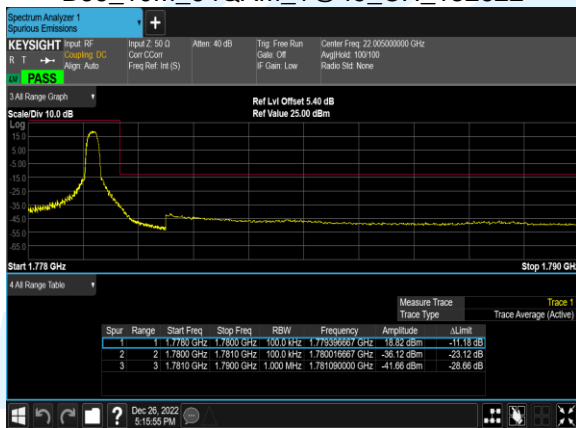 Spectrum Analyzer 1
Spurious Emissions
+
KEYSIGHT Input: RF Input Z: 50 Ω Atten: 40 dB Trig: Free Run Center Freq: 22.005000000 GHz
R T Coupling: DC Corr CCorr Gate: Off Avg|Hold: 100/100
Align: Auto Freq Ref: Int (S) IF Gain: Low Radio Std: None
PASS
3 All Range Graph
Ref Lvl Offset 5.40 dB
Scale/Div 10.0 dB Ref Value 25.00 dBm
Log
15.0
5.00
-5.00
-15.0
-25.0
-35.0
-45.0
-55.0
-65.0
Start 1.778 GHz Stop 1.790 GH
4 All Range Table
Measure Trace Trace 1
Trace Type Trace Average (Active)
Spur Range Start Freq Stop Freq RBW Frequency Amplitude ΔLimit
1 1 1.7780 GHz 1.7800 GHz 100.0 kHz 1.779396667 GHz 18.82 dBm -11.18 dB
2 2 1.7800 GHz 1.7810 GHz 100.0 kHz 1.780016667 GHz -36.12 dBm -23.12 dB
3 3 1.7810 GHz 1.7900 GHz 1.000 MHz 1.781090000 GHz -41.66 dBm -28.66 dB
? Dec 26, 2022
5:15:55 PM